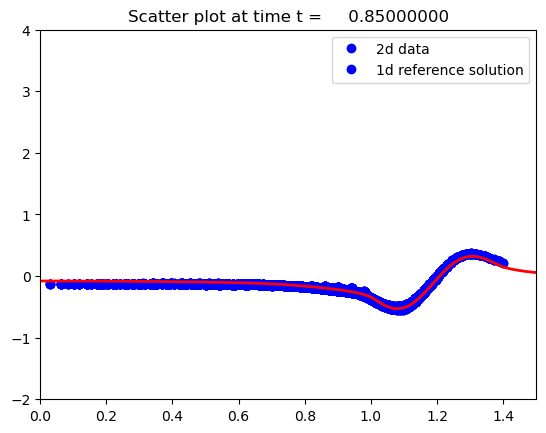 Scatter plot at time t =     0.85000000
2d data
1d reference solution
4
3
2
1
0
−1
−2
0.0 0.2 0.4 0.6 0.8 1.0 1.2 1.4